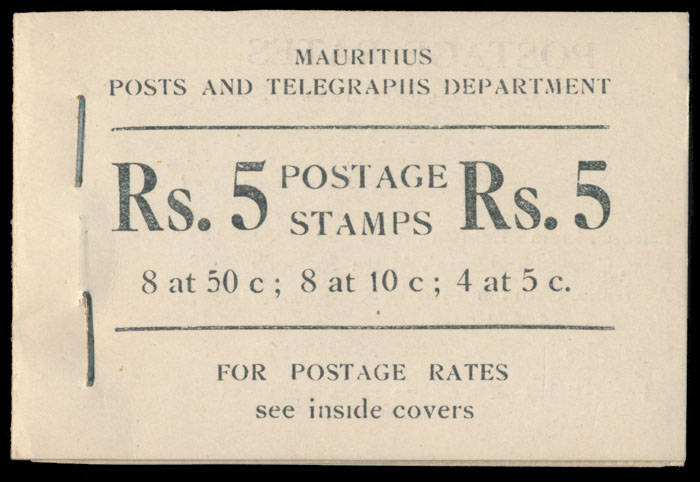 MAURITIUS
POSTS AND TELEGRAPHS DEPARTMENT
Rs. 5 POSTAGE STAMPS Rs. 5
8 at 50 c ; 8 at 10 c ; 4 at 5 c.
FOR POSTAGE RATES
see inside covers